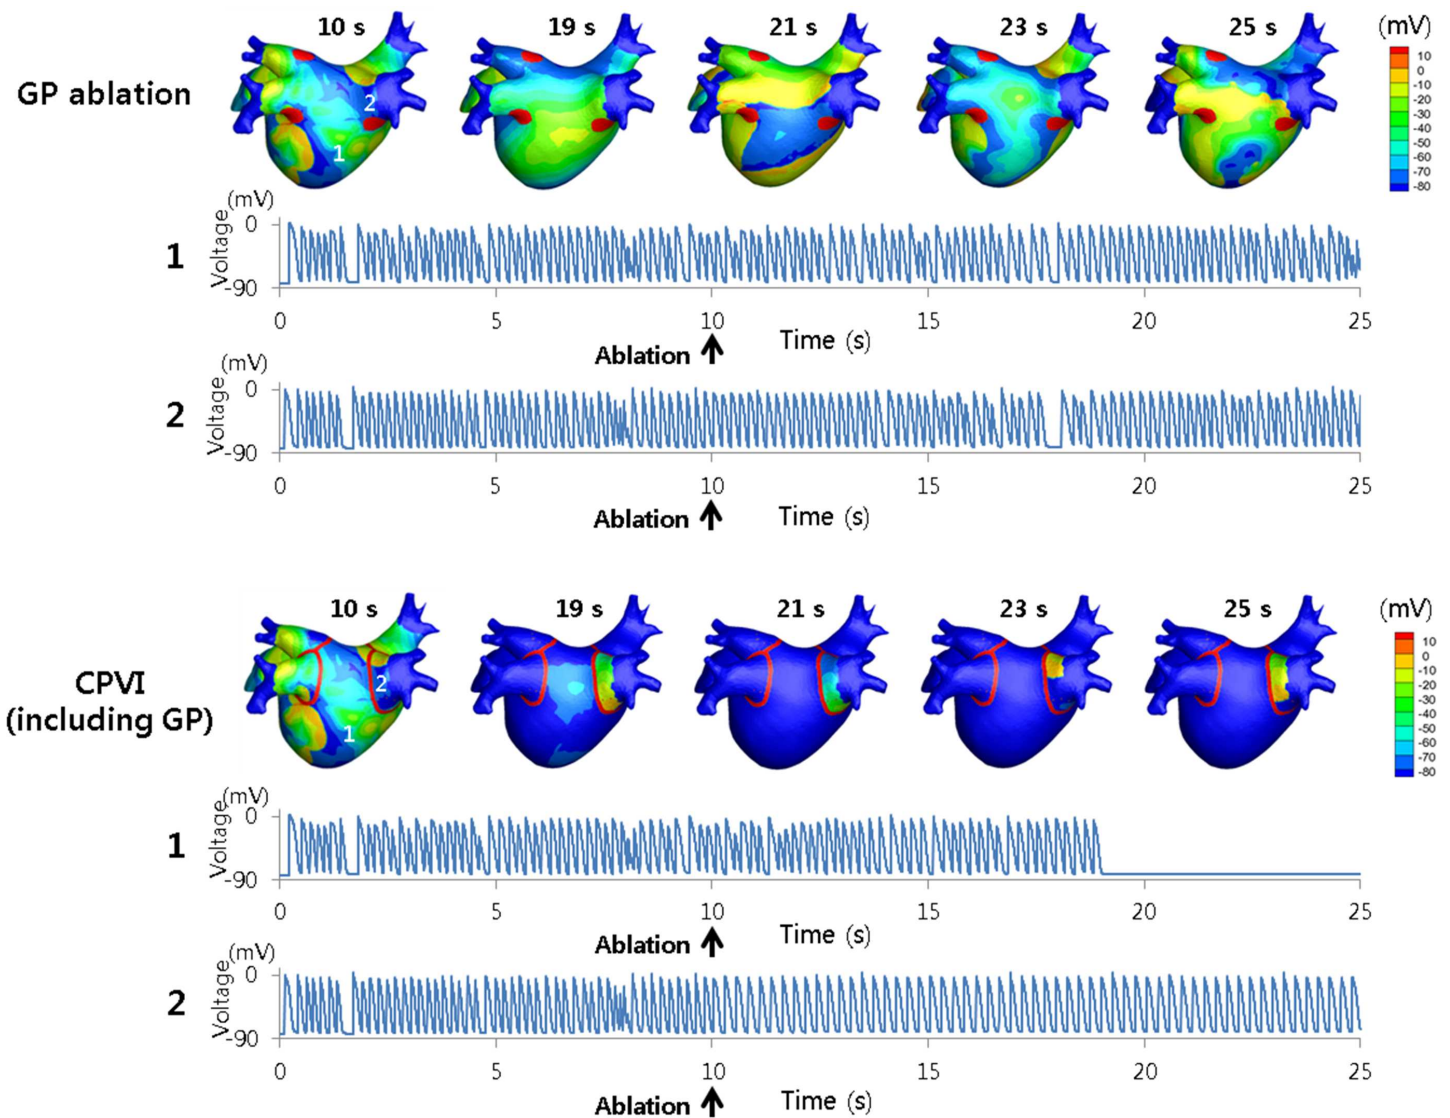 10 s 19 s 21 s 23 s 25 s (mV)
GP ablation
2
1
10
0
-10
-20
-30
-40
-50
-60
-70
-80
(mV)
1
Voltage
0
-90
0 5 10 15 20 25
Ablation Time (s)
(mV)
2
Voltage
0
-90
0 5 10 15 20 25
Ablation Time (s)
10 s 19 s 21 s 23 s 25 s (mV)
CPVI
(including GP)
2
1
10
0
-10
-20
-30
-40
-50
-60
-70
-80
(mV)
1
Voltage
0
-90
0 5 10 15 20 25
Ablation Time (s)
(mV)
2
Voltage
0
-90
0 5 10 15 20 25
Ablation Time (s)